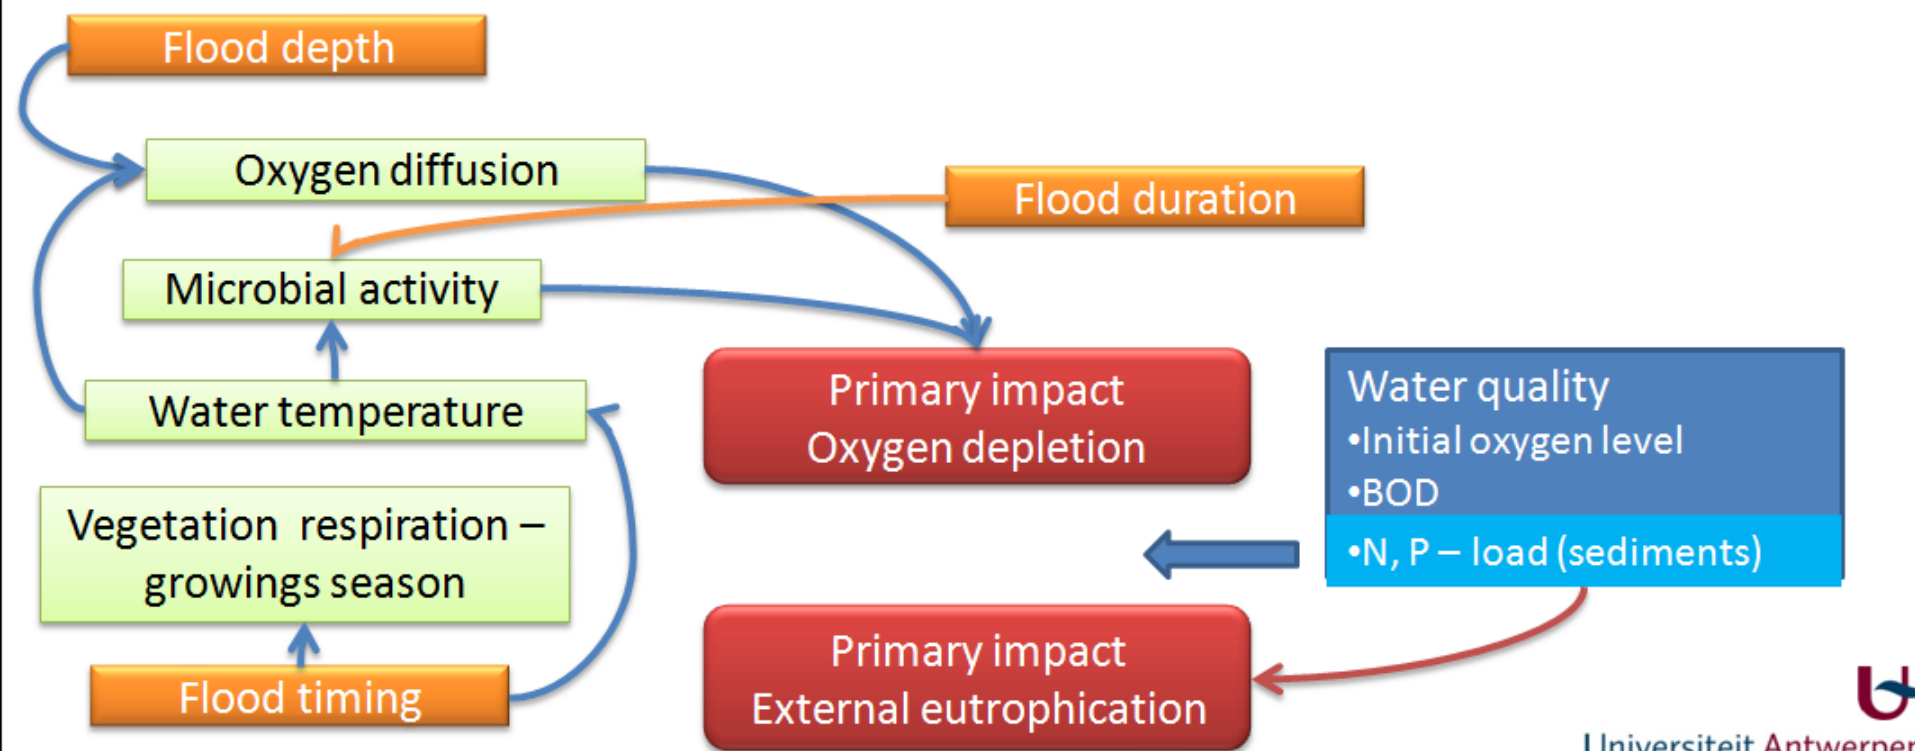 Flood depth
Oxygen diffusion
Flood duration
Microbial activity
Water temperature
Primary impact
Oxygen depletion
Water quality
•Initial oxygen level
•BOD
•N, P – load (sediments)
Vegetation respiration –
growings season
Flood timing
Primary impact
External eutrophication
Universiteit Antwerpen